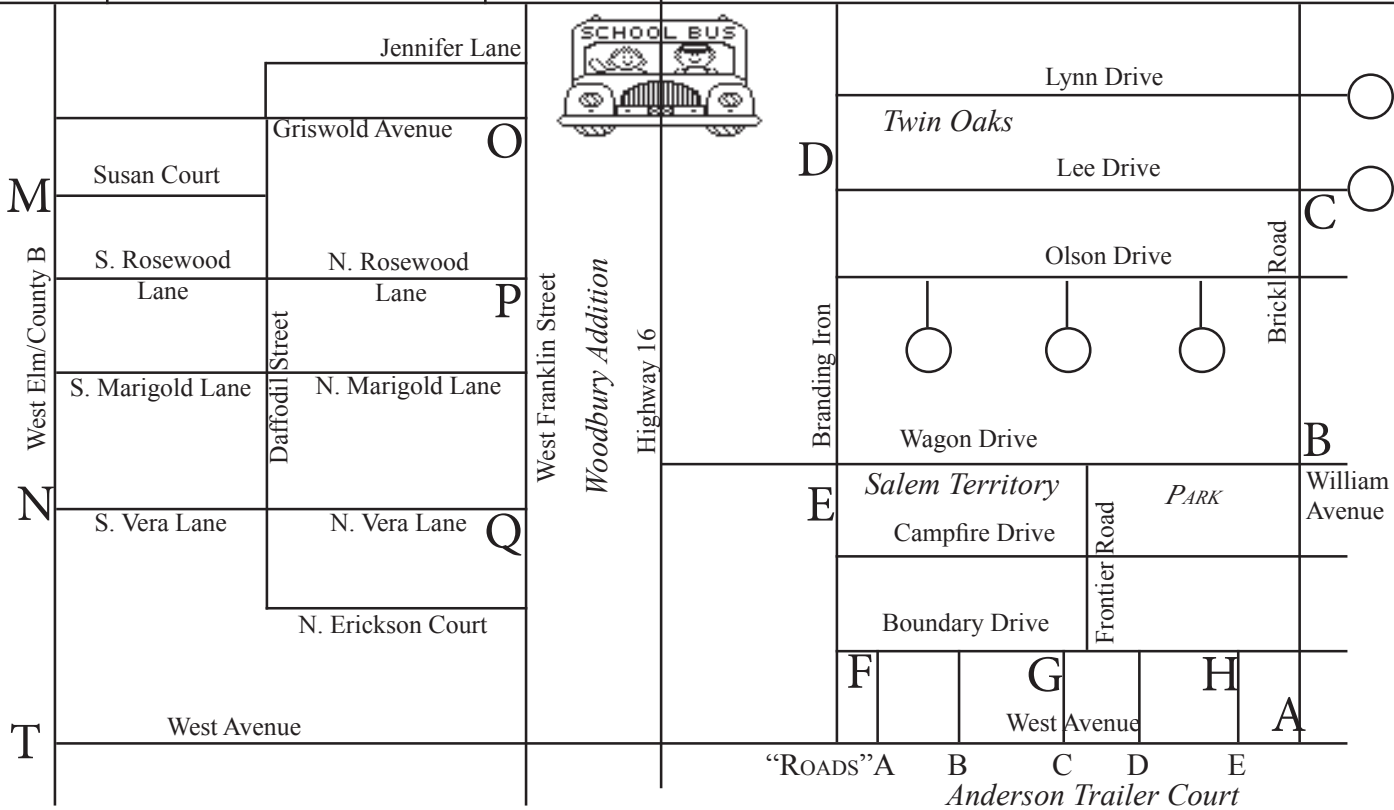 SCHOOL BUS
Jennifer Lane
Griswold Avenue
O
M
Susan Court
S. Rosewood
Lane
N. Rosewood
Lane
P
West Elm/County B
Daffodil Street
West Franklin Street
Woodbury Addition
Highway 16
S. Marigold Lane
N. Marigold Lane
N
S. Vera Lane
N. Vera Lane
Q
N. Erickson Court
T
West Avenue
Lynn Drive
Twin Oaks
D
Lee Drive
C
Olson Drive
Brickl Road
Branding Iron
Wagon Drive
B
Salem Territory
PARK
William
Avenue
E
Campfire Drive
Frontier Road
Boundary Drive
F
G
H
A
West Avenue
“ROADS”A
B
C
D
E
Anderson Trailer Court